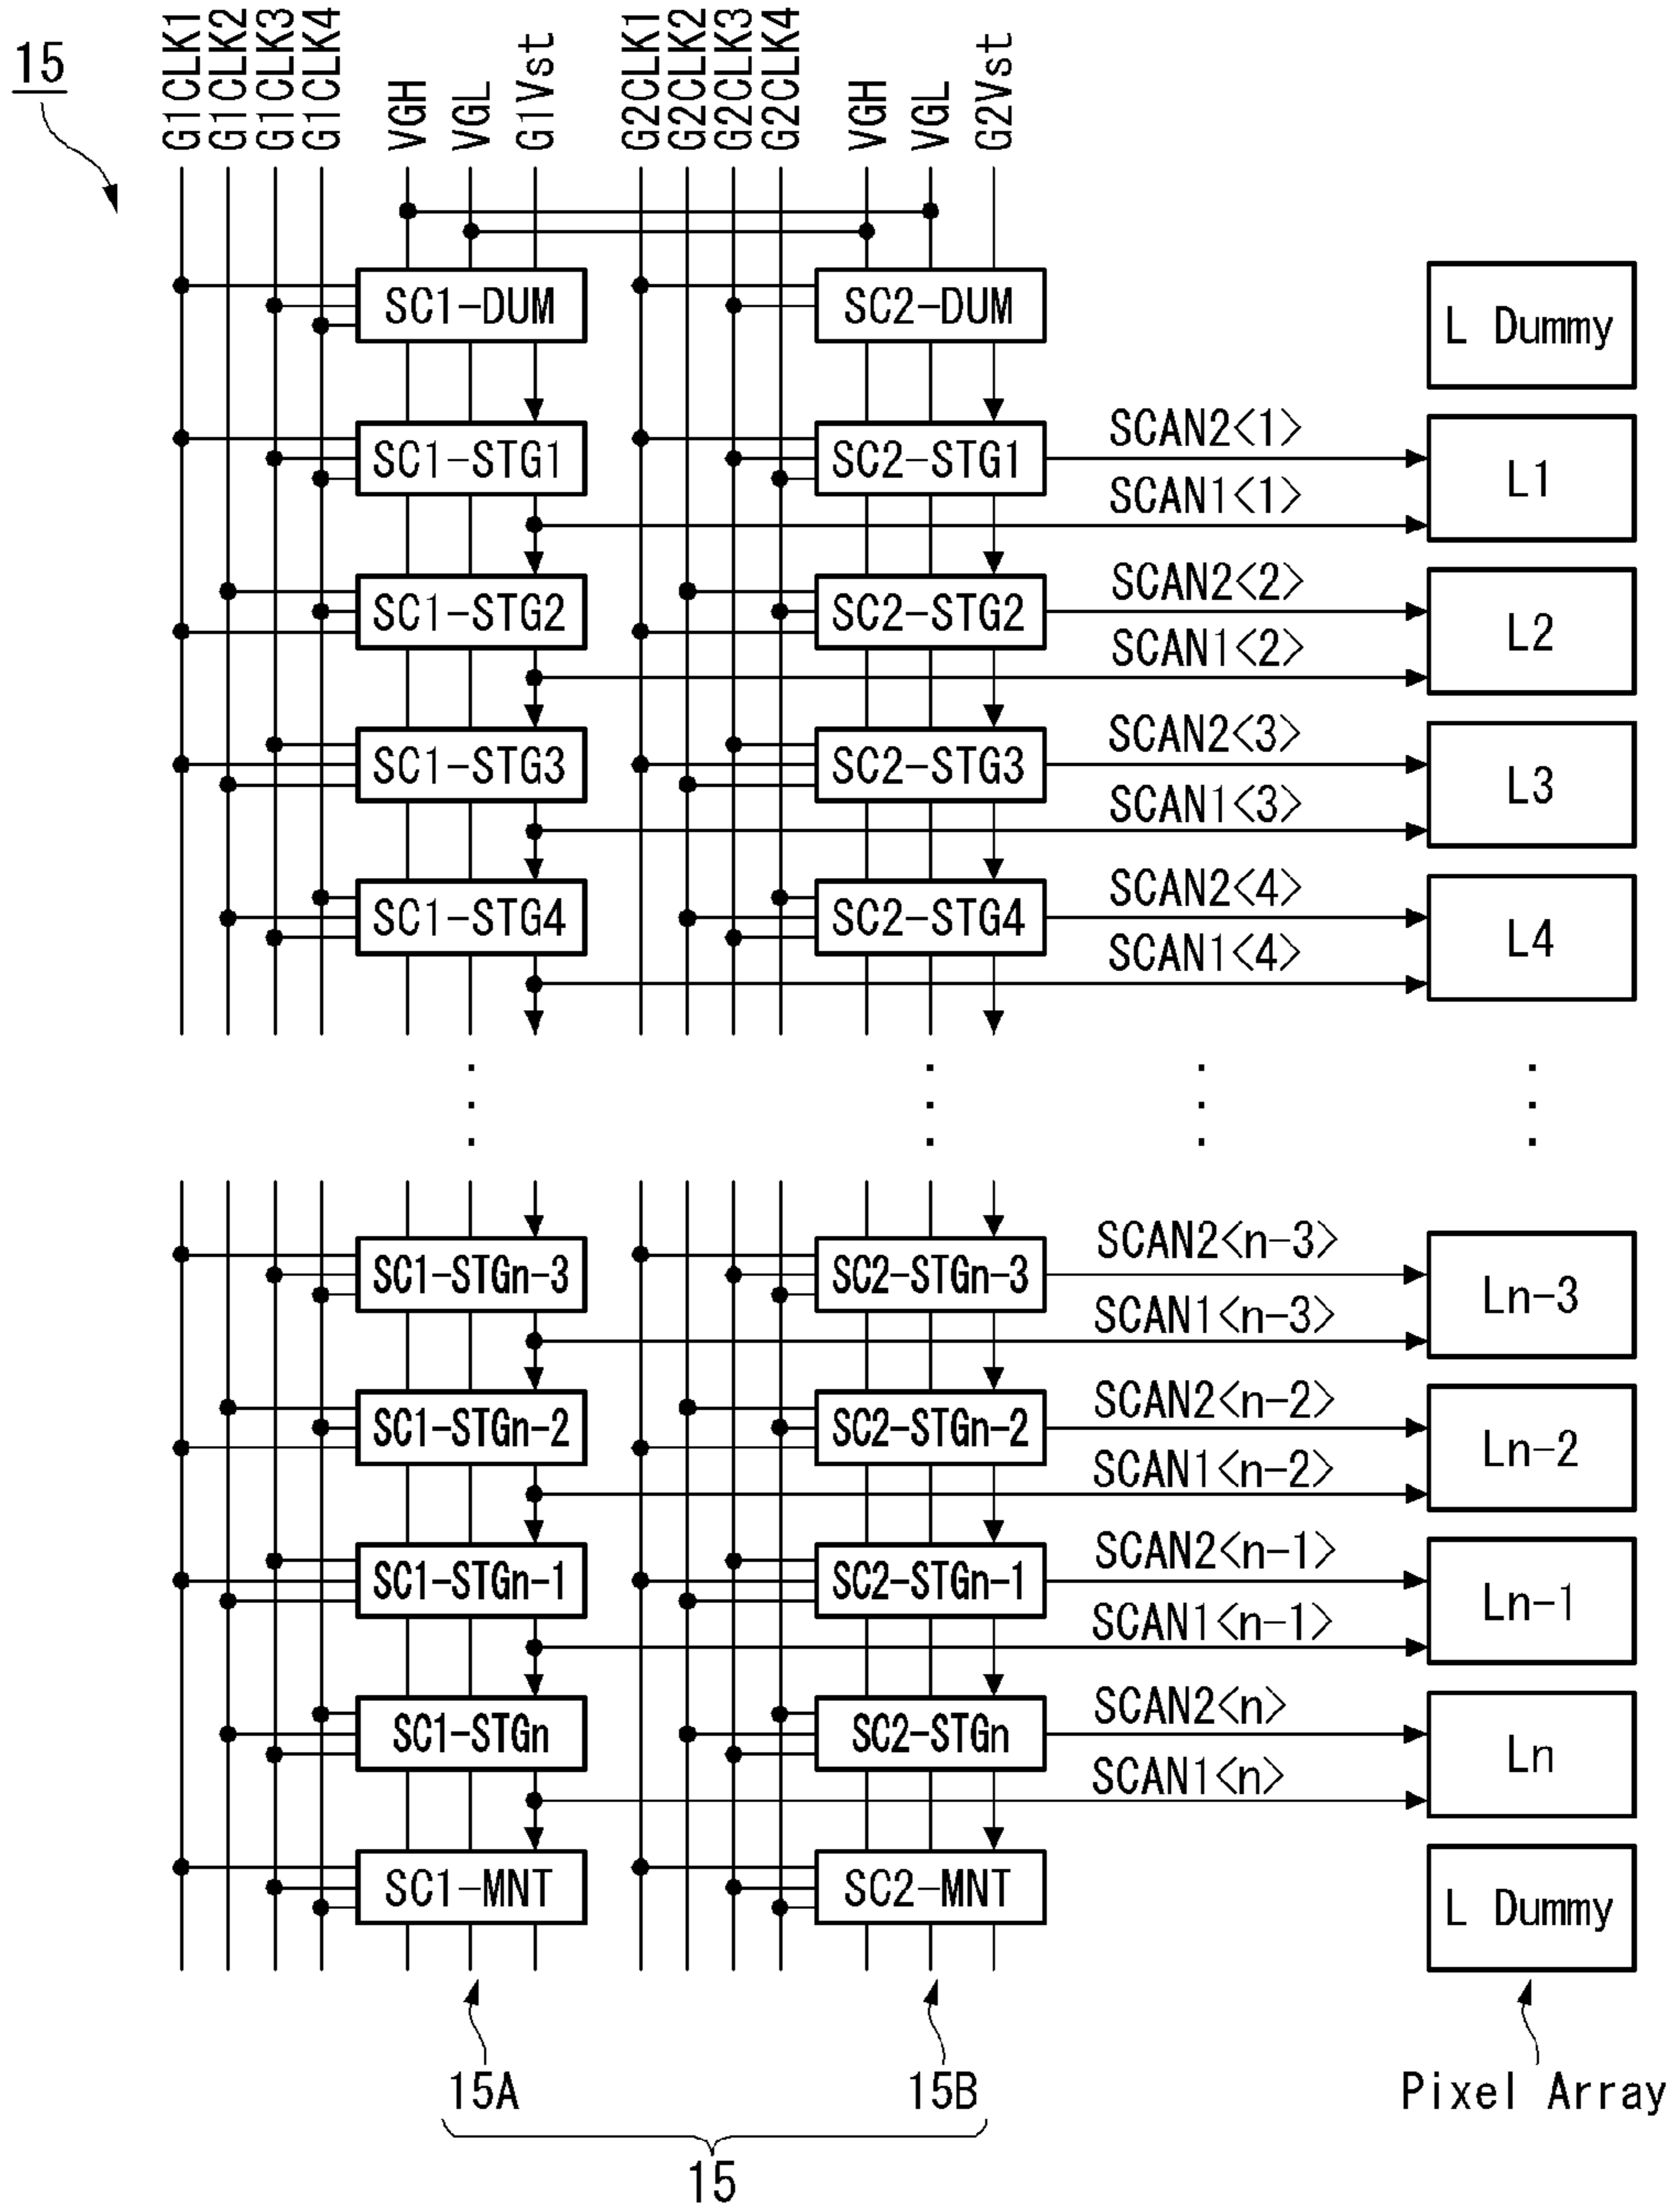 15
G1CLK1
G1CLK2
G1CLK3
G1CLK4
VGH
VGL
G1Vst
G2CLK1
G2CLK2
G2CLK3
G2CLK4
VGH
VGL
G2Vst
SC1-DUM
SC2-DUM
L Dummy
SC1-STG1
SC2-STG1
SCAN2<1>
SCAN1<1>
L1
SC1-STG2
SC2-STG2
SCAN2<2>
SCAN1<2>
L2
SC1-STG3
SC2-STG3
SCAN2<3>
SCAN1<3>
L3
SC1-STG4
SC2-STG4
SCAN2<4>
SCAN1<4>
L4
SC1-STGn-3
SC2-STGn-3
SCAN2<n-3>
SCAN1<n-3>
Ln-3
SC1-STGn-2
SC2-STGn-2
SCAN2<n-2>
SCAN1<n-2>
Ln-2
SC1-STGn-1
SC2-STGn-1
SCAN2<n-1>
SCAN1<n-1>
Ln-1
SC1-STGn
SC2-STGn
SCAN2<n>
SCAN1<n>
Ln
SC1-MNT
SC2-MNT
L Dummy
15A
15B
Pixel Array
15